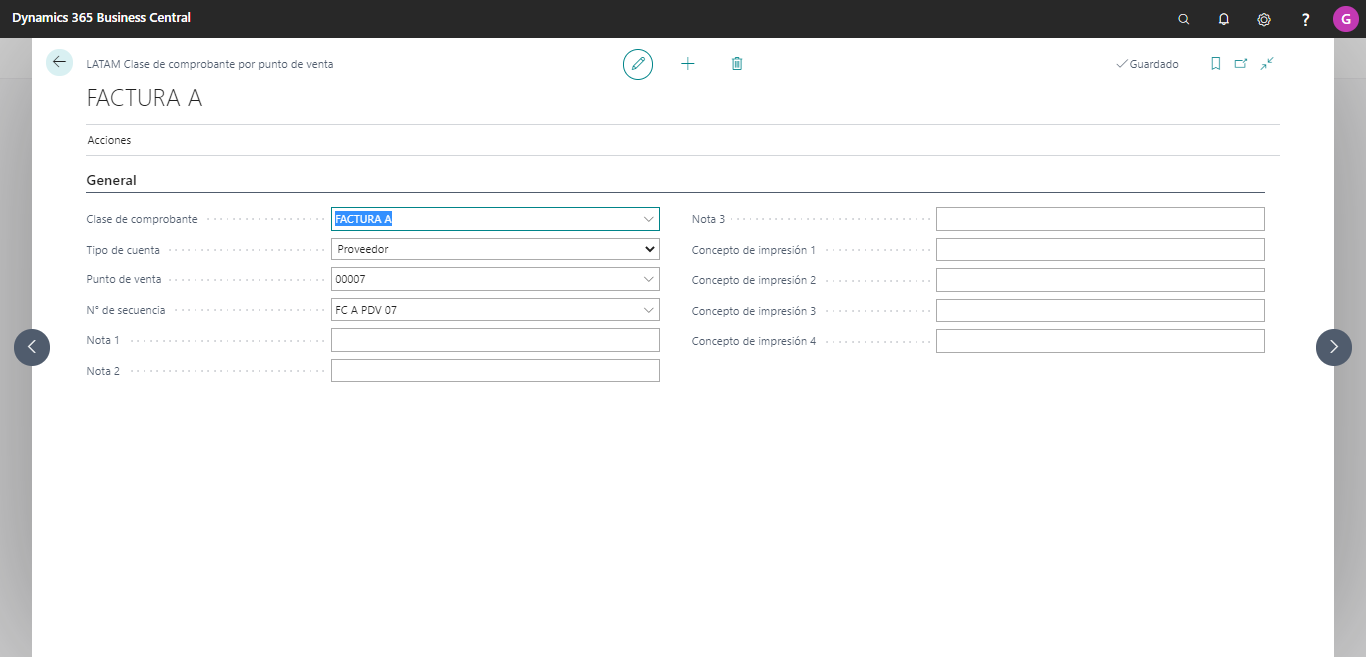 Dynamics 365 Business Central
?
G
LATAM Clase de comprobante por punto de venta
Guardado
FACTURA A
Acciones
General
Clase de comprobante
FACTURA A
Tipo de cuenta
Proveedor
Punto de venta
00007
N° de secuencia
FC A PDV 07
Nota 1
Nota 2
Nota 3
Concepto de impresión 1
Concepto de impresión 2
Concepto de impresión 3
Concepto de impresión 4